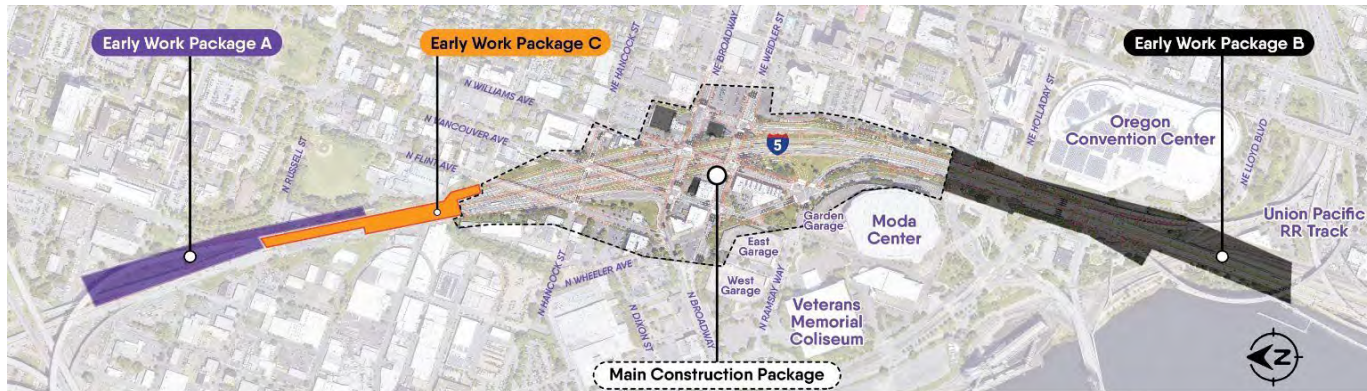 Early Work Package A
Early Work Package C
Early Work Package B
N WILLIAMS AVE
N VANCOUVER AVE
N FLINT AVE
N RUSSELL ST
NE HANCOCK ST
NE BROADWAY
NE WEIDLER ST
5
NE HOLLADAY ST
Oregon
Convention Center
NE LLOYD BLVD
Union Pacific
RR Track
Moda
Center
Garden
Garage
East
Garage
West
Garage
N HANCOCK ST
N WHEELER AVE
N DIXON ST
N BROADWAY
N RAMSAY WAY
Veterans
Memorial
Coliseum
Main Construction Package
N